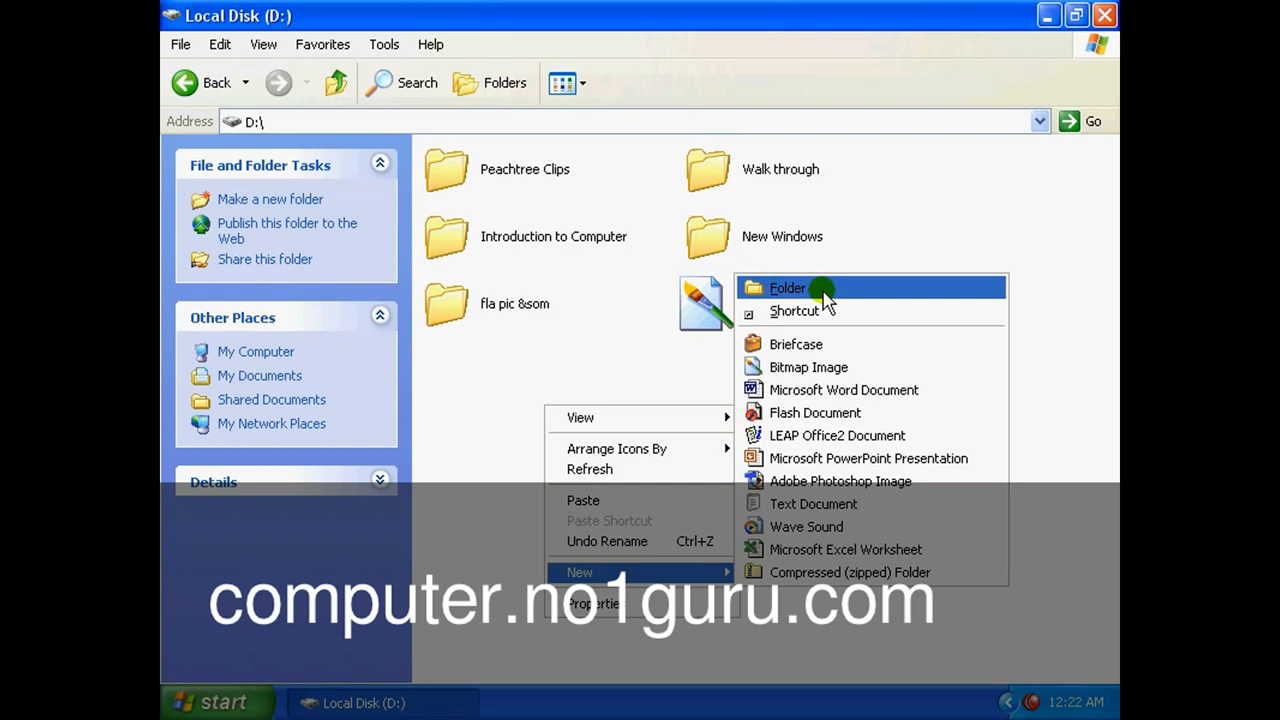 Local Disk (D:)
File Edit View Favorites Tools Help
Back Search Folders
Address D:\ Go
File and Folder Tasks
Make a new folder
Publish this folder to the
Web
Share this folder
Other Places
My Computer
My Documents
Shared Documents
My Network Places
Details
Peachtree Clips
Walk through
Introduction to Computer
New Windows
fla pic &som
View
Arrange Icons By
Refresh
Paste
Paste Shortcut
Undo Rename Ctrl+Z
New
Folder
Shortcut
Briefcase
Bitmap Image
Microsoft Word Document
Flash Document
LEAP Office2 Document
Microsoft PowerPoint Presentation
Adobe Photoshop Image
Text Document
Wave Sound
Microsoft Excel Worksheet
Compressed (zipped) Folder
computer.no1guru.com
start Local Disk (D:) 12:22 AM